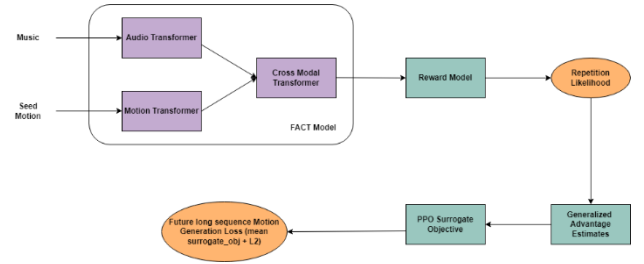 Music
Audio Transformer
Seed
Motion
Motion Transformer
Cross Modal
Transformer
FACT Model
Reward Model
Repetition
Likelihood
Generalized
Advantage
Estimates
PPO Surrogate
Objective
Future long sequence Motion
Generation Loss (mean
surrogate_obj + L2)